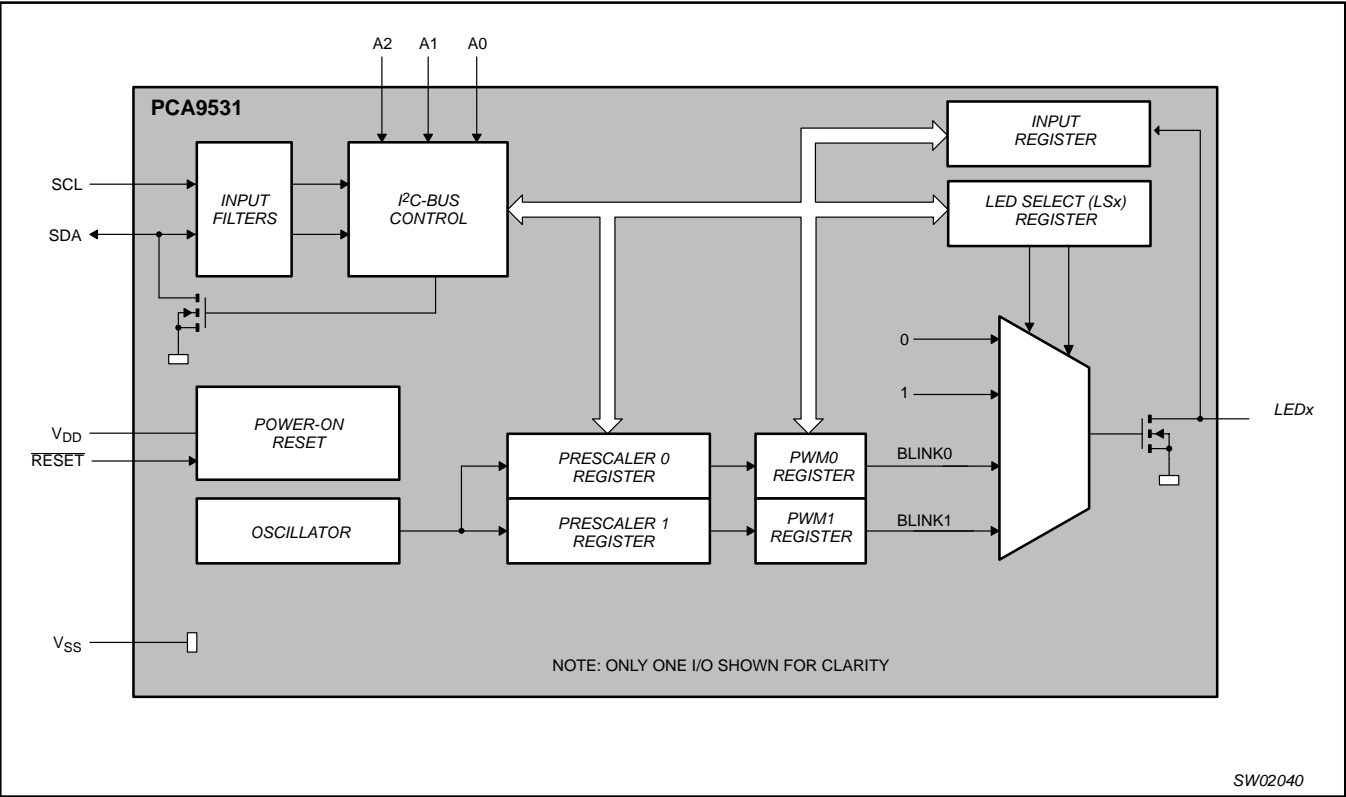 A2 A1 A0
PCA9531
SCL
SDA
INPUT
FILTERS
I²C-BUS
CONTROL
INPUT
REGISTER
LED SELECT (LSx)
REGISTER
0
1
LEDx
VDD
RESET
POWER-ON
RESET
OSCILLATOR
PRESCALER 0
REGISTER
PRESCALER 1
REGISTER
PWM0
REGISTER
PWM1
REGISTER
BLINK0
BLINK1
VSS
NOTE: ONLY ONE I/O SHOWN FOR CLARITY
SW02040